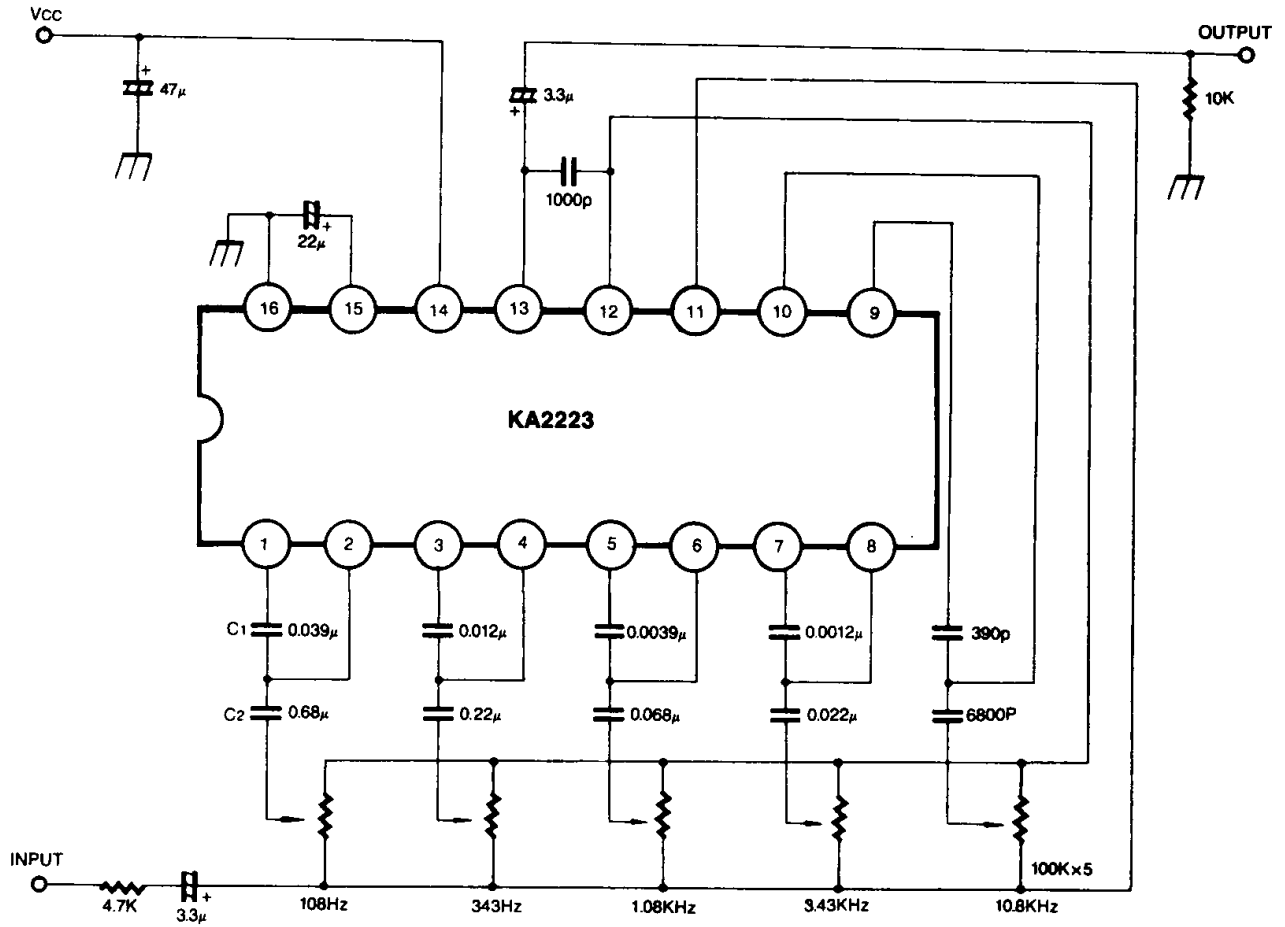 Vcc
OUTPUT
+
47μ
3.3μ
+
10K
1000p
22μ
+
16 15 14 13 12 11 10 9
KA2223
1 2 3 4 5 6 7 8
C1 0.039μ 0.012μ 0.0039μ 0.0012μ 390p
C2 0.68μ 0.22μ 0.068μ 0.022μ 6800P
INPUT
100K×5
4.7K
+
3.3μ
108Hz 343Hz 1.08KHz 3.43KHz 10.8KHz